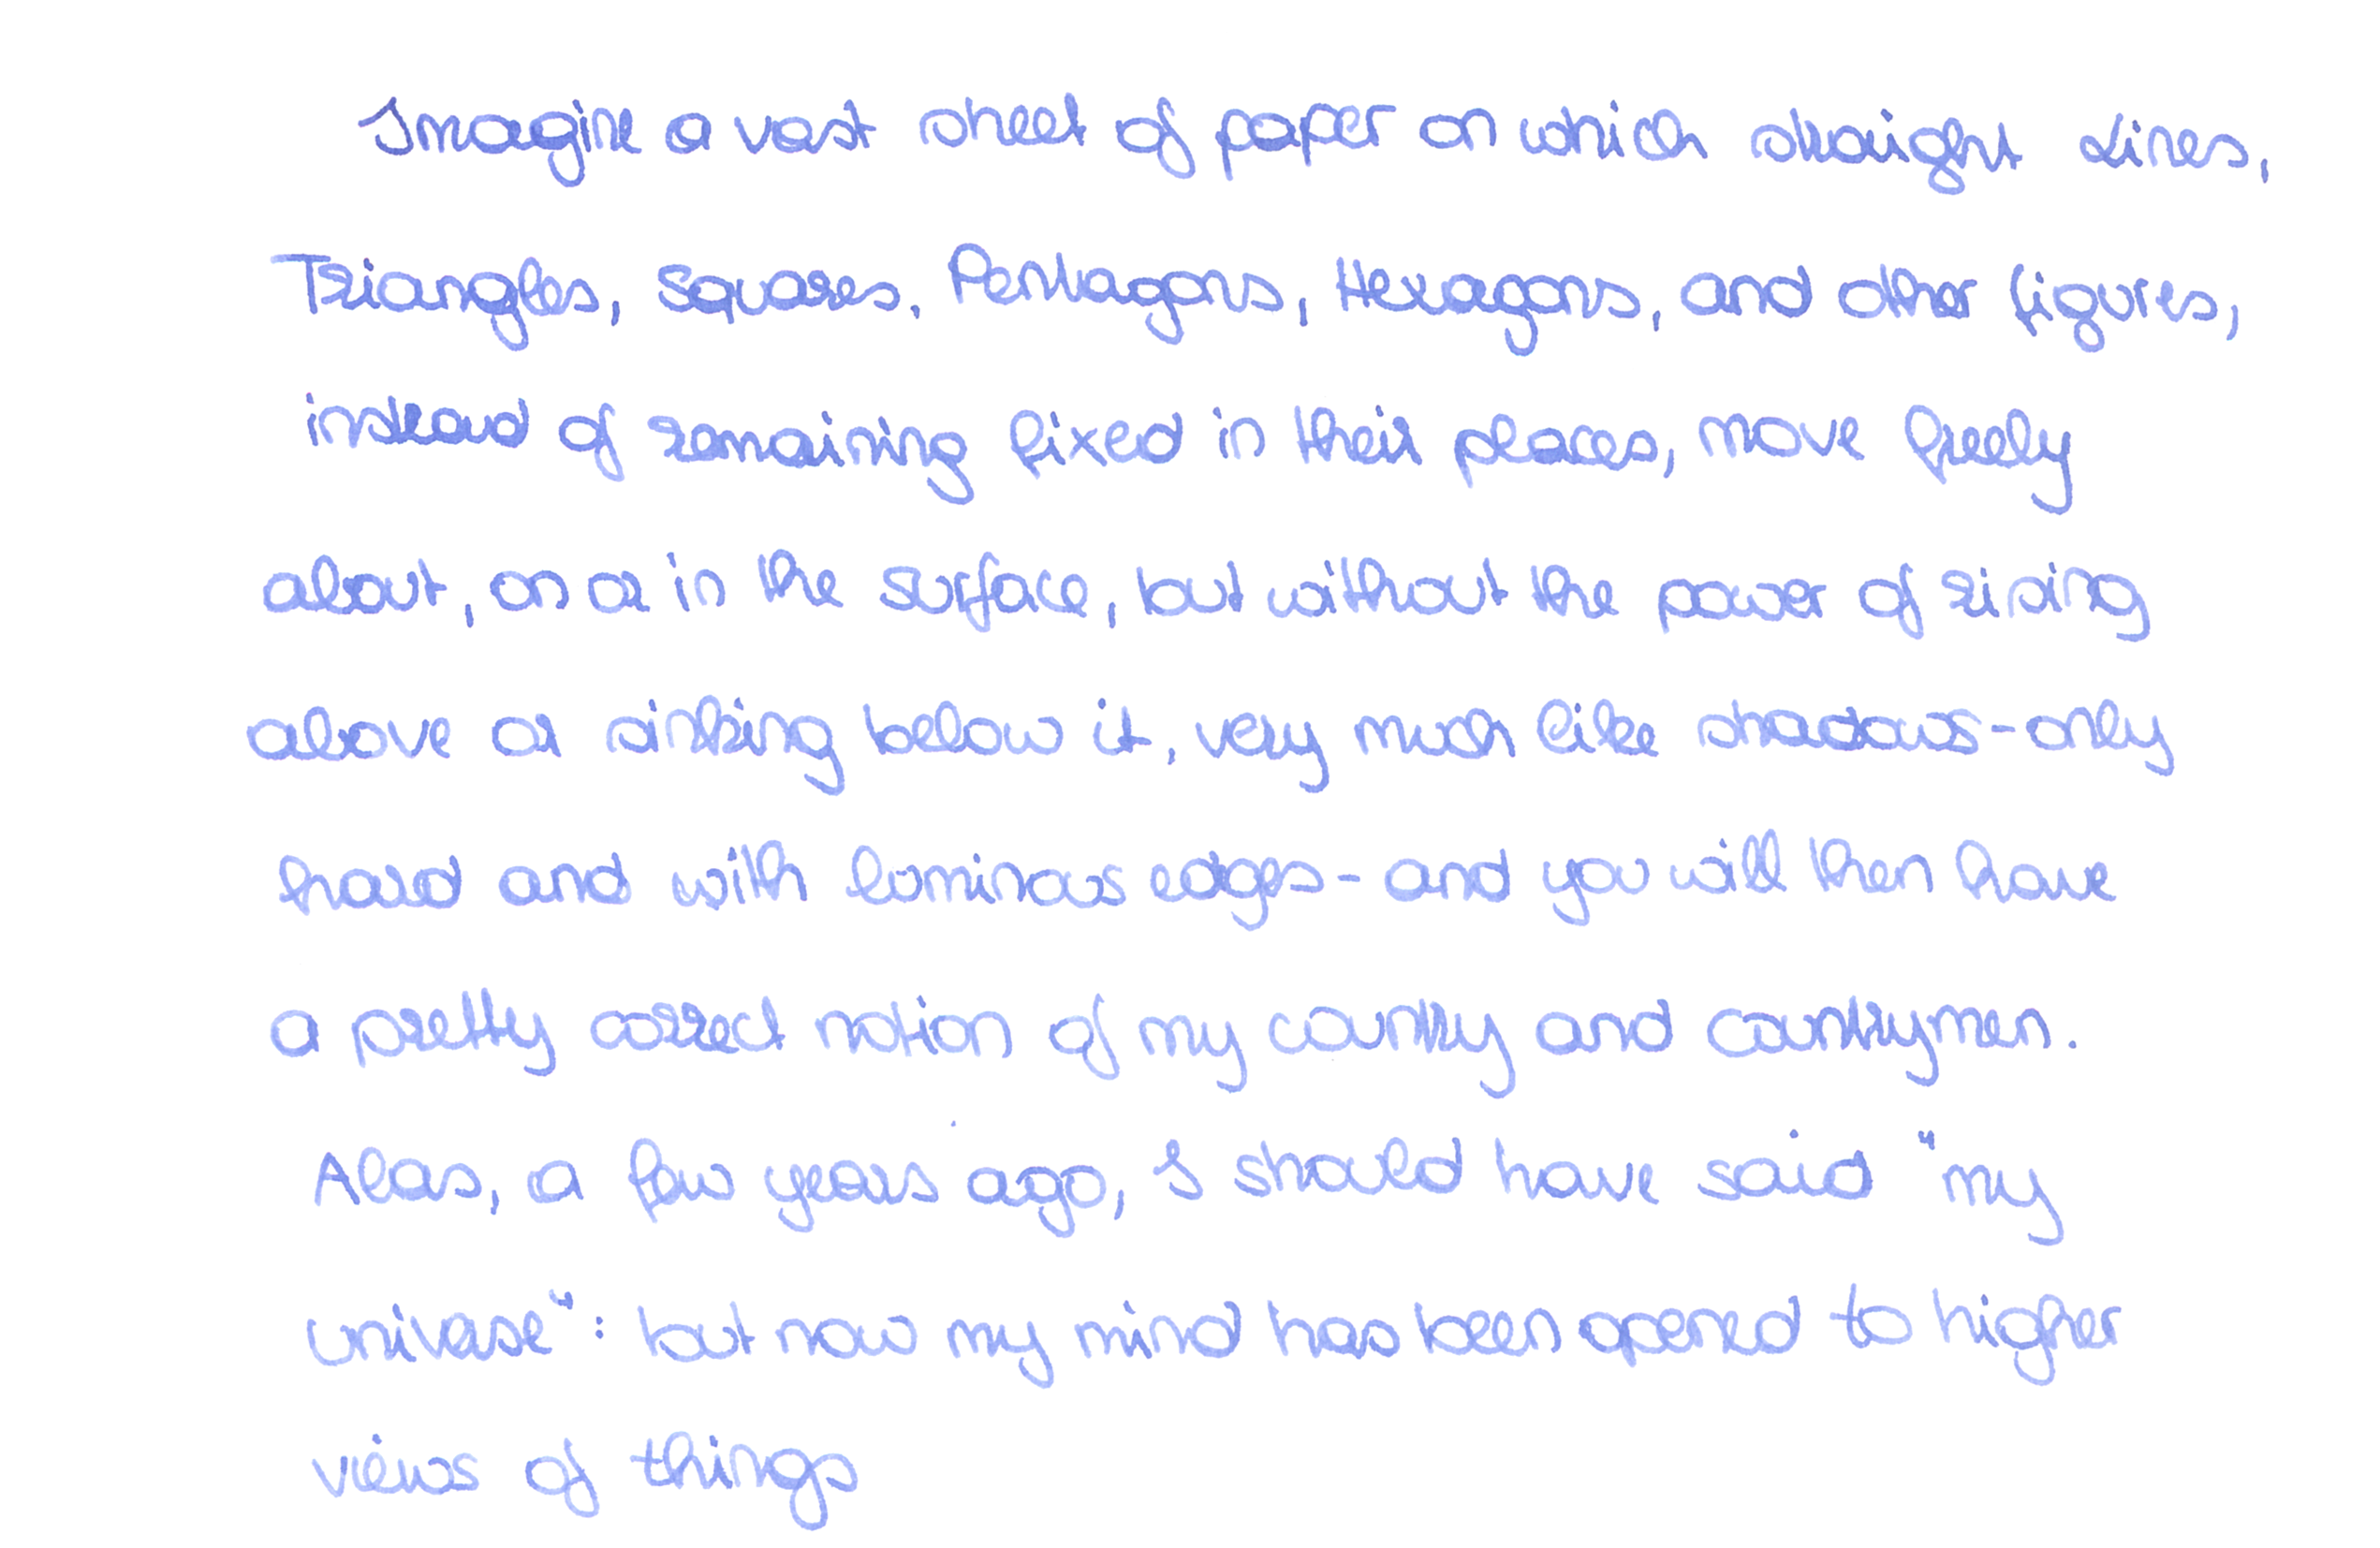 Imagine a vast sheet of paper on which straight Lines,
Triangles, Squares. Pentagons, Hexagons, and other figures,
instead of remaining fixed in their places, move freely
about, on or in the surface, but without the power of rising
above or sinking below it, very much like shadows-only
hard and with luminous edges-and you will then have
a pretty correct notion of my country and countrymen.
Alas, a few years ago, I should have said "my
universe": but now my mind has been opened to higher
views of things